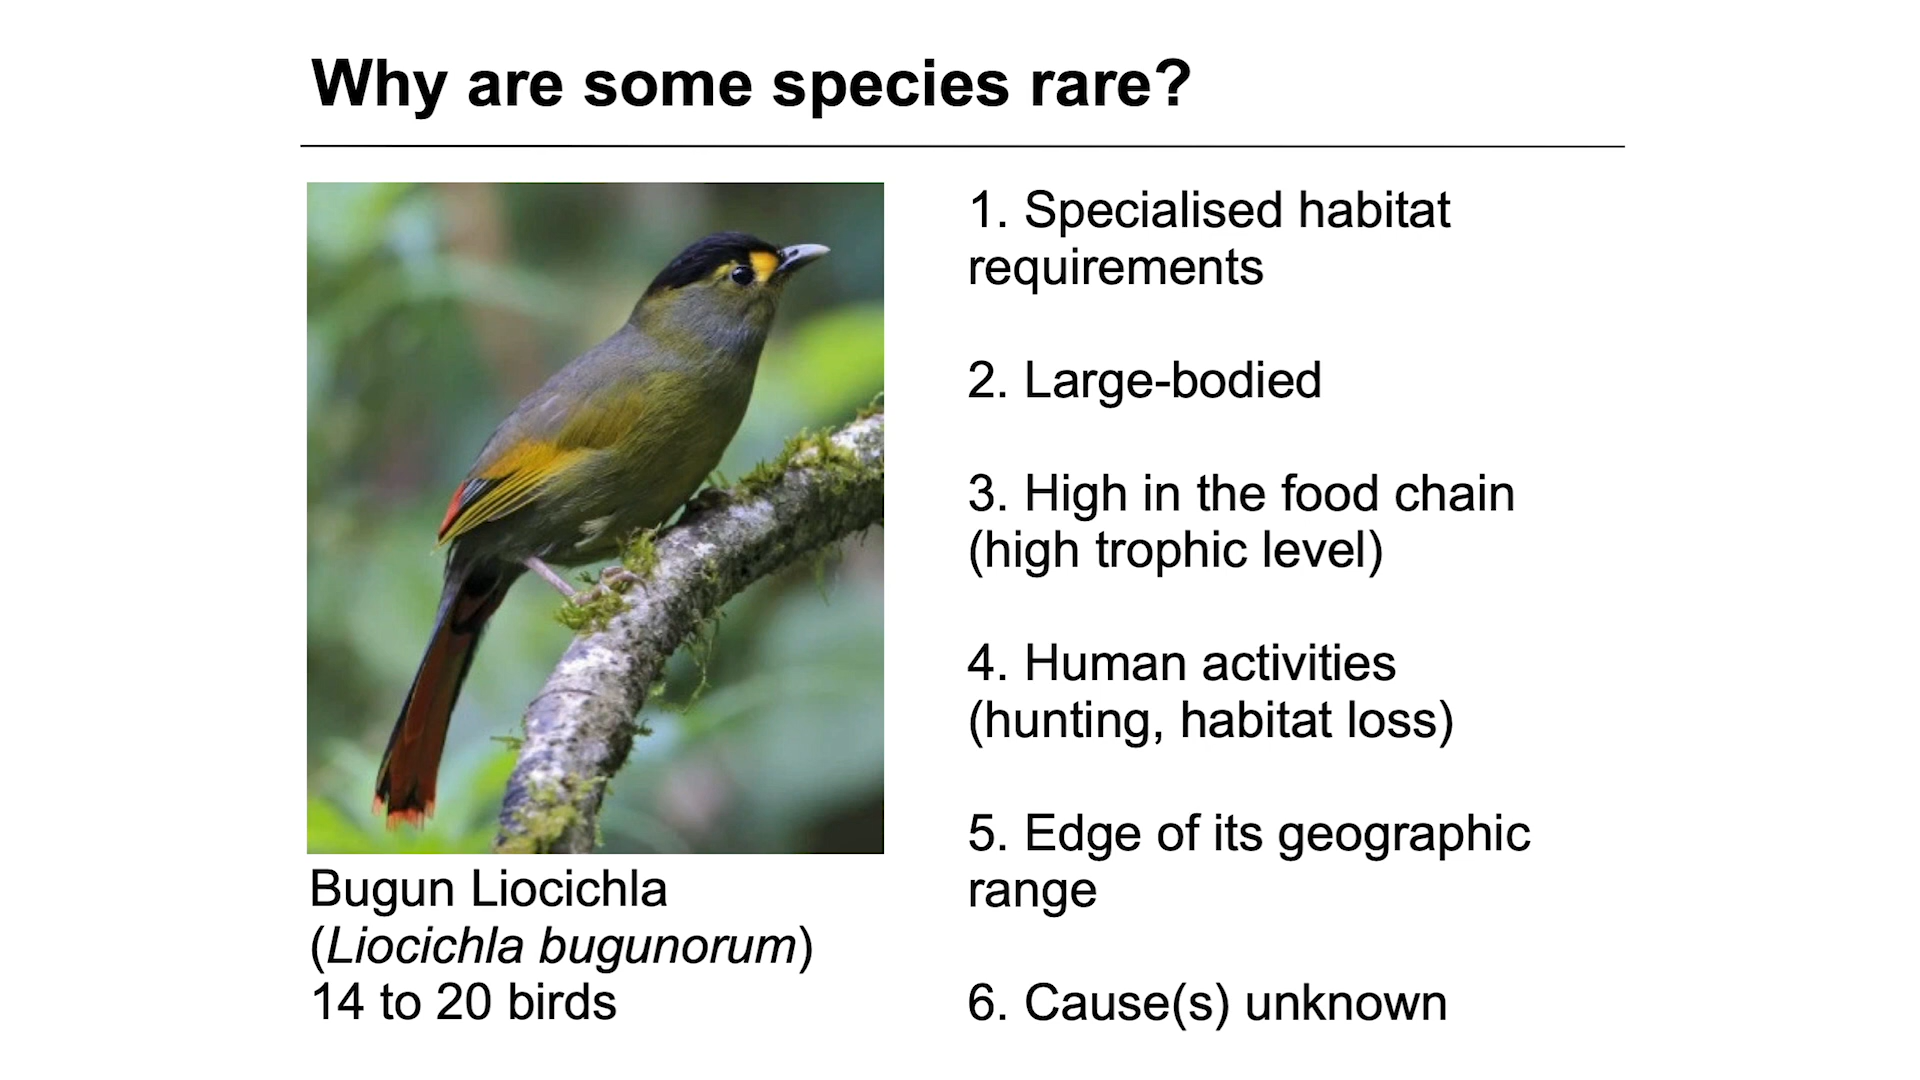 Why are some species rare?
Bugun Liocichla
(Liocichla bugunorum)
14 to 20 birds
1. Specialised habitat
requirements
2. Large-bodied
3. High in the food chain
(high trophic level)
4. Human activities
(hunting, habitat loss)
5. Edge of its geographic
range
6. Cause(s) unknown